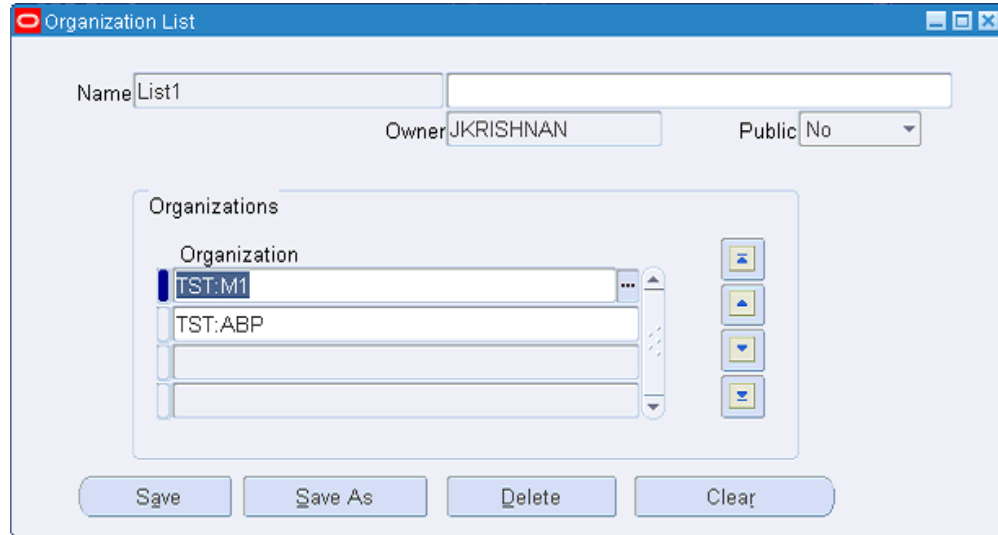 Organization List
Name List1
Owner JKRISHNAN Public No
Organizations
Organization
TST:M1 ...
TST:ABP
Save Save As Delete Clear